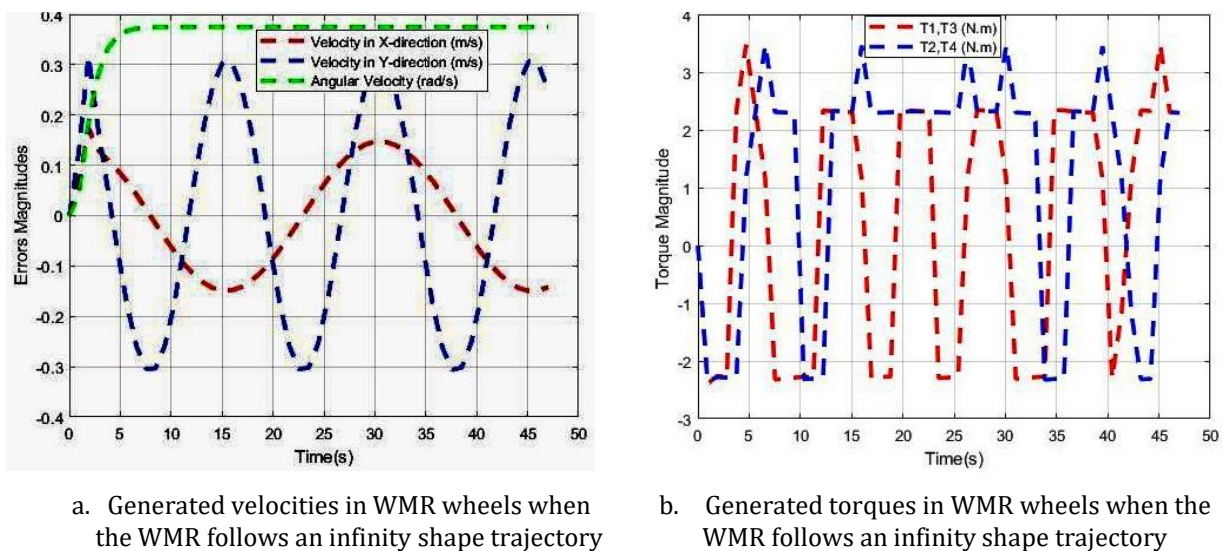 Velocity in X-direction (m/s)
Velocity in Y-direction (m/s)
Angular Velocity (rad/s)
Errors Magnitudes
0.4
0.3
0.2
0.1
0
-0.1
-0.2
-0.3
-0.4
0 5 10 15 20 25 30 35 40 45 50
Time(s)
a. Generated velocities in WMR wheels when
the WMR follows an infinity shape trajectory
T1,T3 (N.m)
T2,T4 (N.m)
Torque Magnitude
4
3
2
1
0
-1
-2
-3
0 5 10 15 20 25 30 35 40 45 50
Time(s)
b. Generated torques in WMR wheels when the
WMR follows an infinity shape trajectory